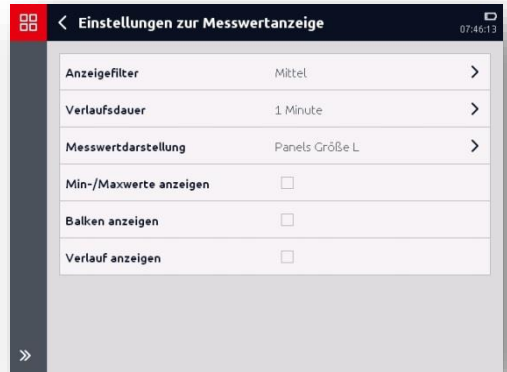 Einstellungen zur Messwertanzeige
07:46:13
Anzeigefilter Mittel
Verlaufsdauer 1 Minute
Messwertdarstellung Panels Größe L
Min-/Maxwerte anzeigen
Balken anzeigen
Verlauf anzeigen